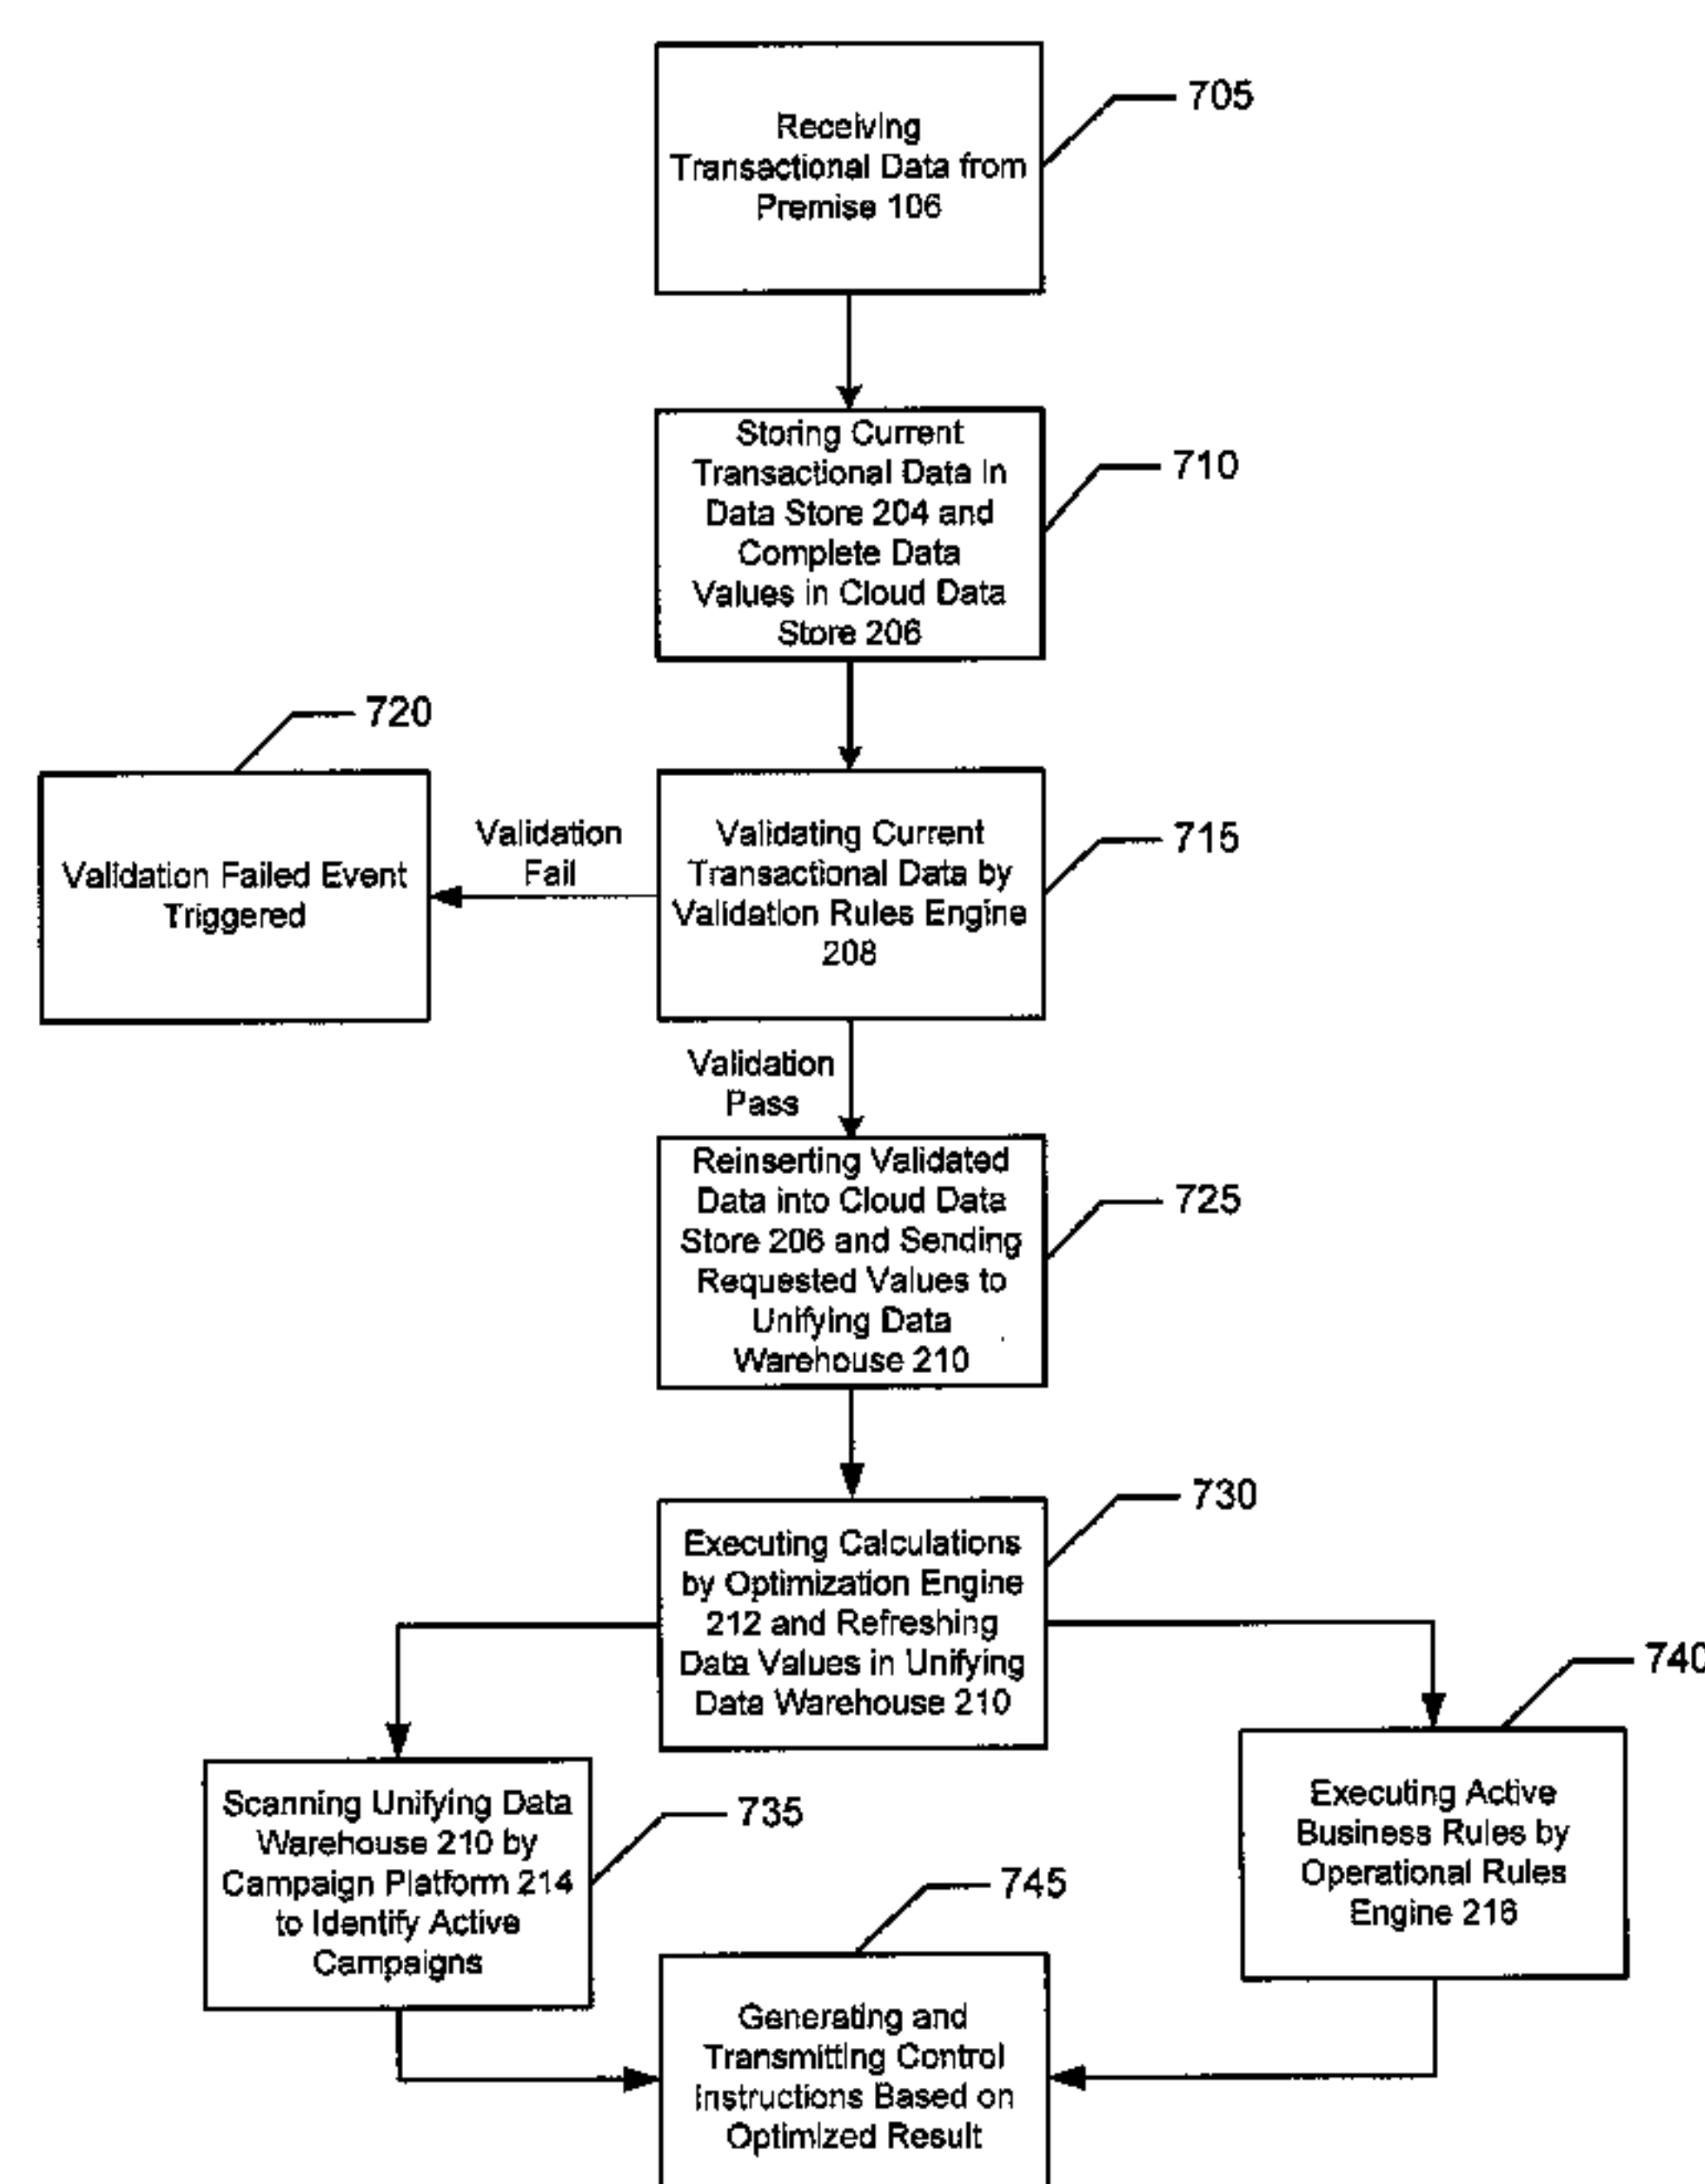 705
Receiving
Transactional Data from
Premise 106
Storing Current
Transactional Data in
Data Store 204 and
Complete Data
Values in Cloud Data
Store 206
710
720
Validation Failed Event
Triggered
Validation
Fail
Validating Current
Transactional Data by
Validation Rules Engine
208
715
Validation
Pass
Reinserting Validated
Data into Cloud Data
Store 206 and Sending
Requested Values to
Unifying Data
Warehouse 210
725
730
Executing Calculations
by Optimization Engine
212 and Refreshing
Data Values in Unifying
Data Warehouse 210
740
Scanning Unifying Data
Warehouse 210 by
Campaign Platform 214
to Identify Active
Campaigns
735
Executing Active
Business Rules by
Operational Rules
Engine 216
745
Generating and
Transmitting Control
Instructions Based on
Optimized Result